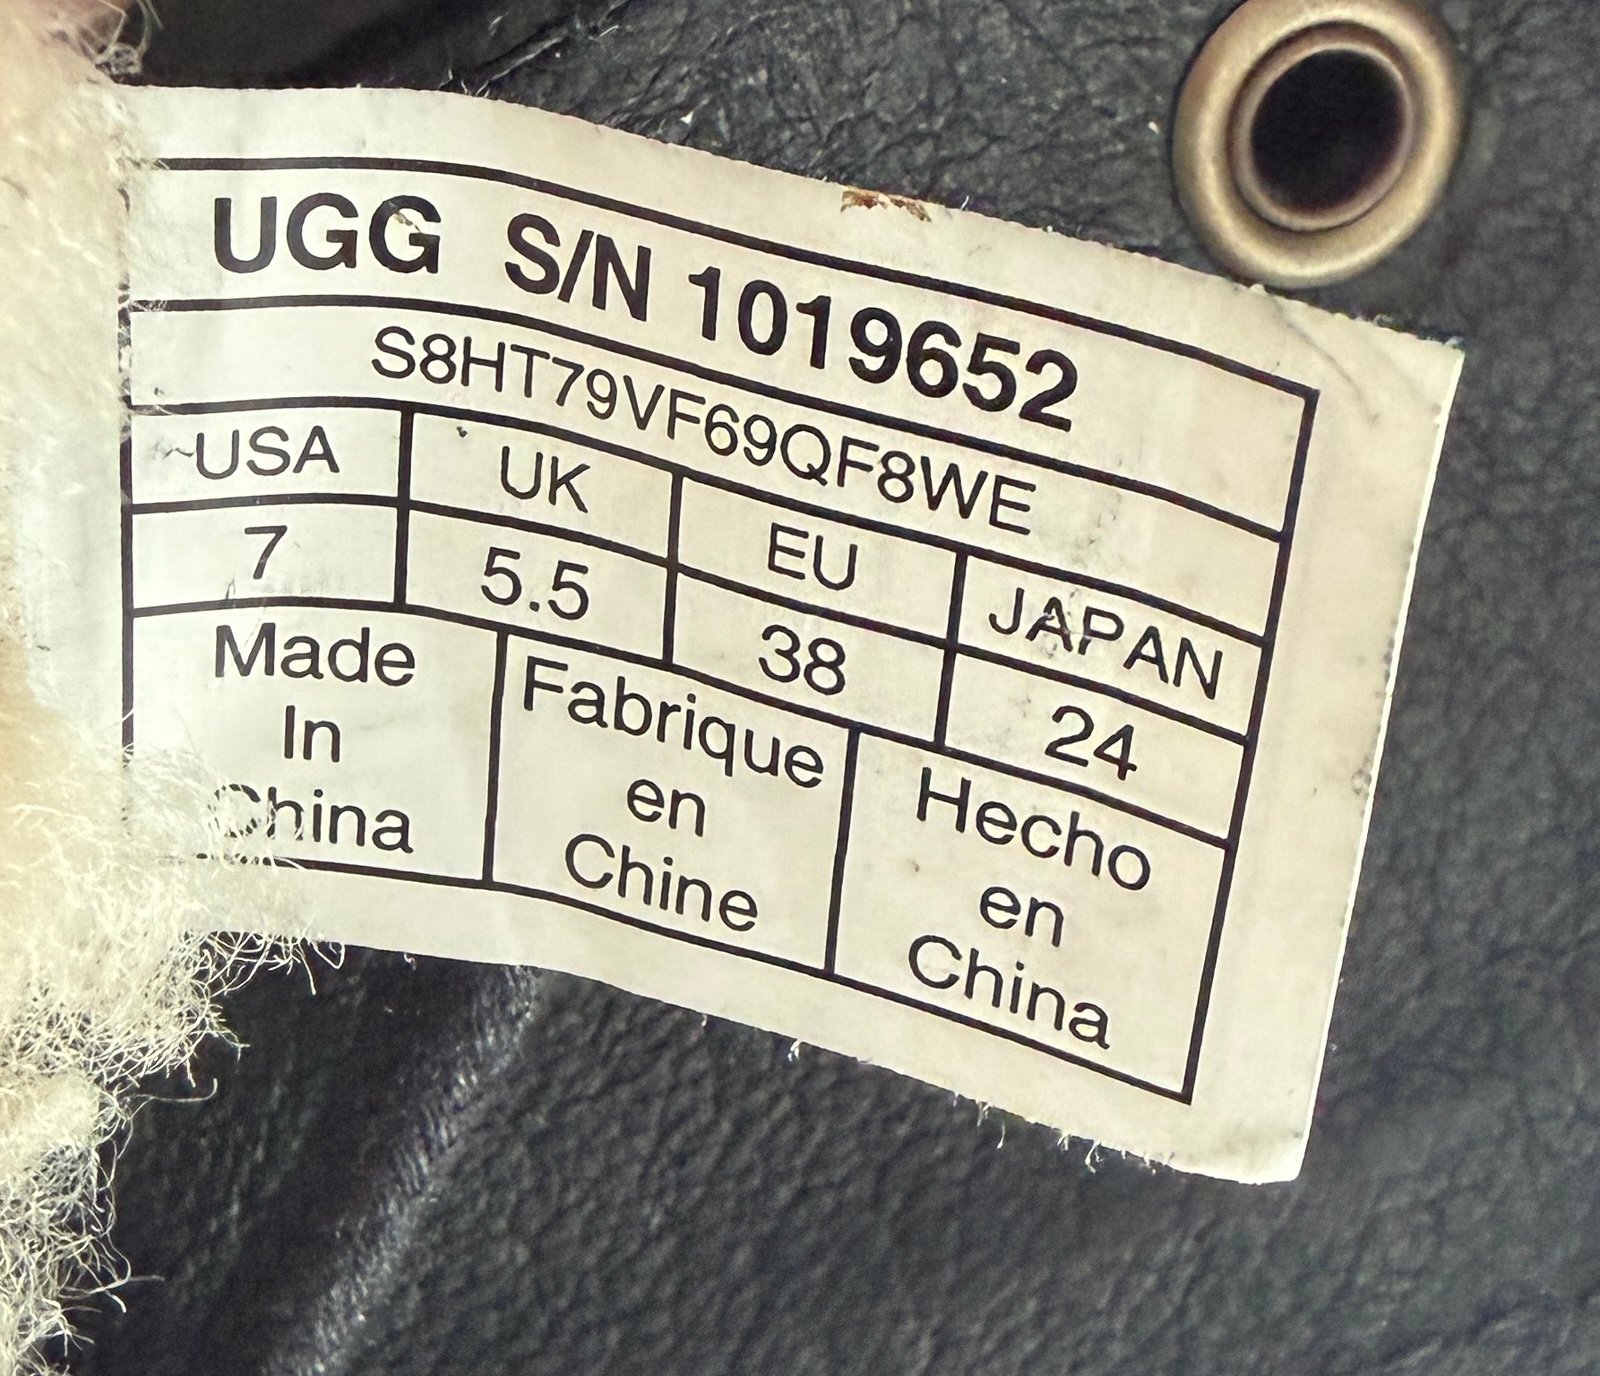 UGG S/N 1019652
S8HT79VF69QF8WE
USA UK EU JAPAN
7 5.5 38 24
Made
In
China
Fabrique
en
Chine
Hecho
en
China